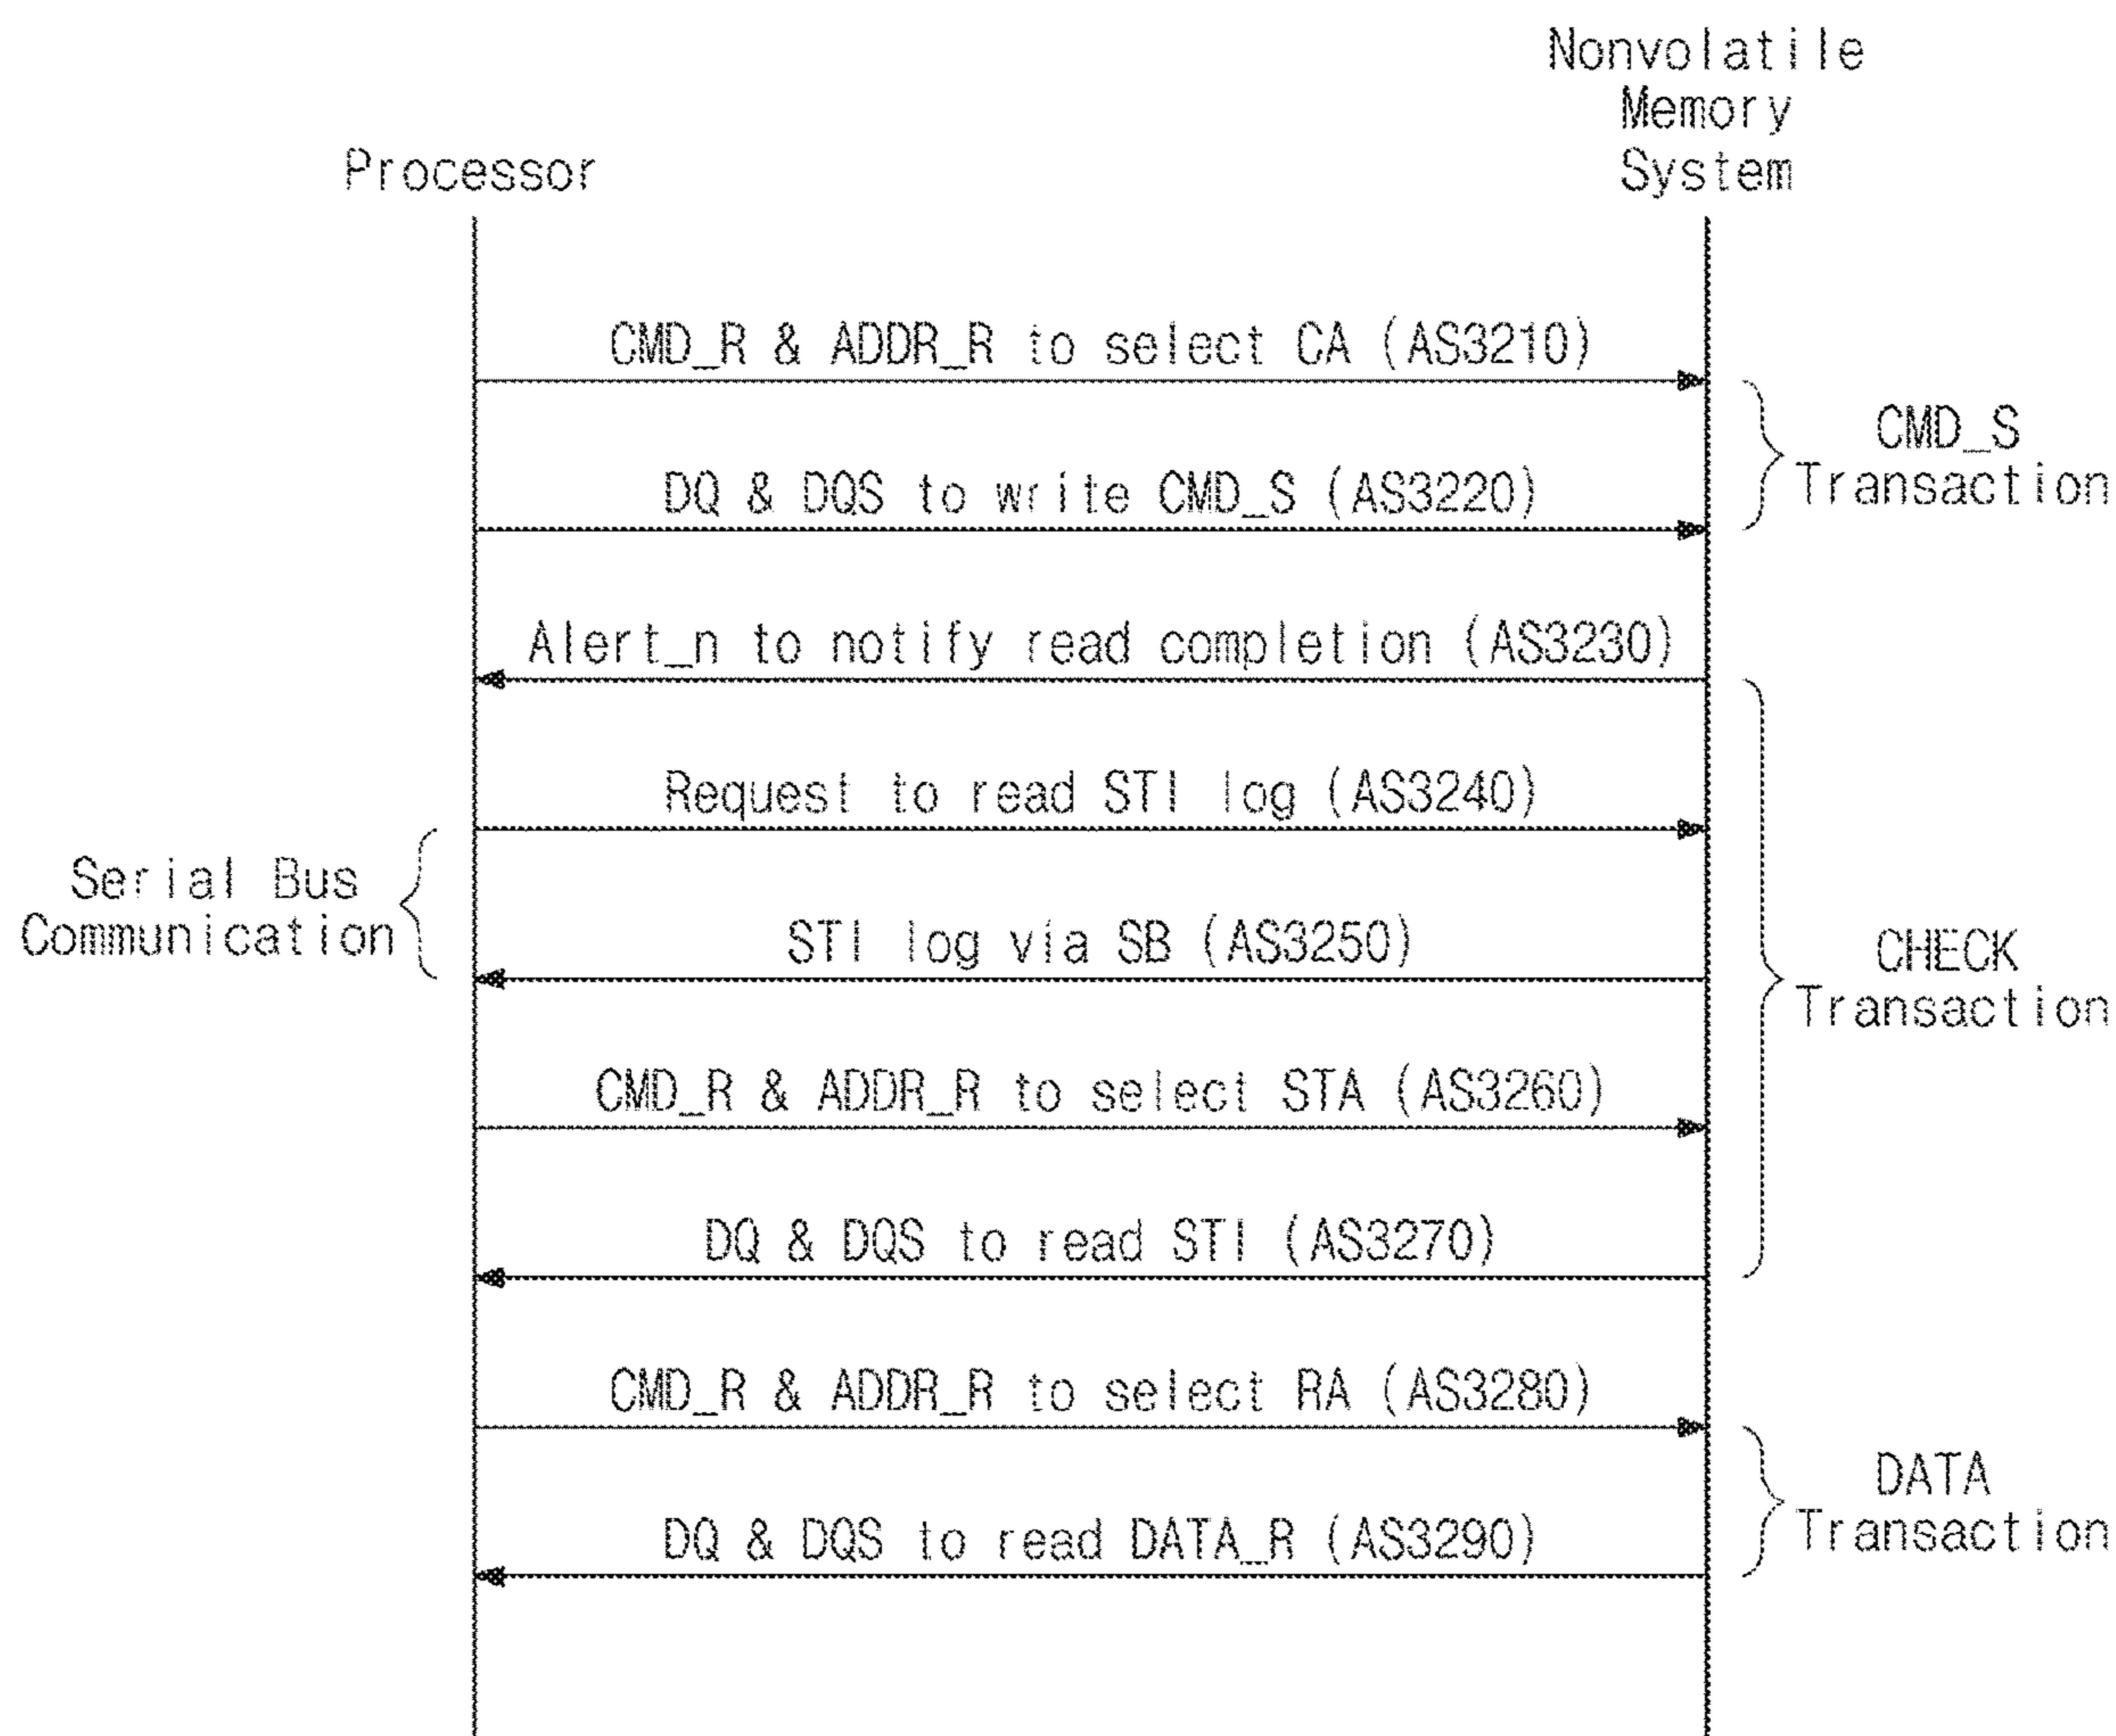 Nonvolatile
Memory
System
Processor
CMD_R & ADDR_R to select CA (AS3210)
CMD_S
Transaction
DQ & DQS to write CMD_S (AS3220)
Alert_n to notify read completion (AS3230)
Request to read STI log (AS3240)
Serial Bus
Communication
STI log via SB (AS3250)
CHECK
Transaction
CMD_R & ADDR_R to select STA (AS3260)
DQ & DQS to read STI (AS3270)
CMD_R & ADDR_R to select RA (AS3280)
DATA
Transaction
DQ & DQS to read DATA_R (AS3290)